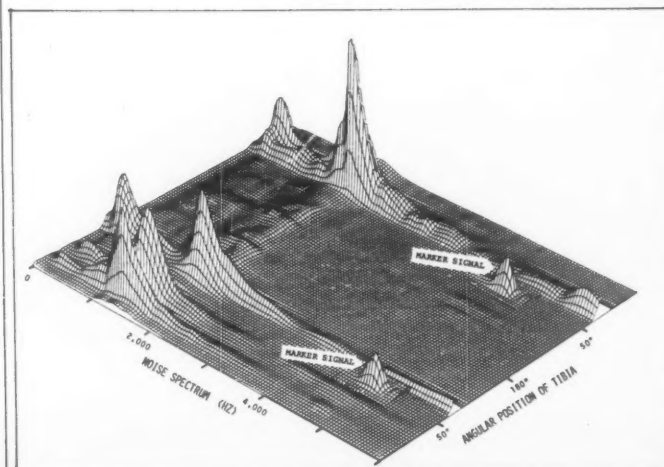 MARKER SIGNAL
MARKER SIGNAL
0
2,000
4,000
NOISE SPECTRUM (HZ)
50°
180°
50°
ANGULAR POSITION OF TIBIA